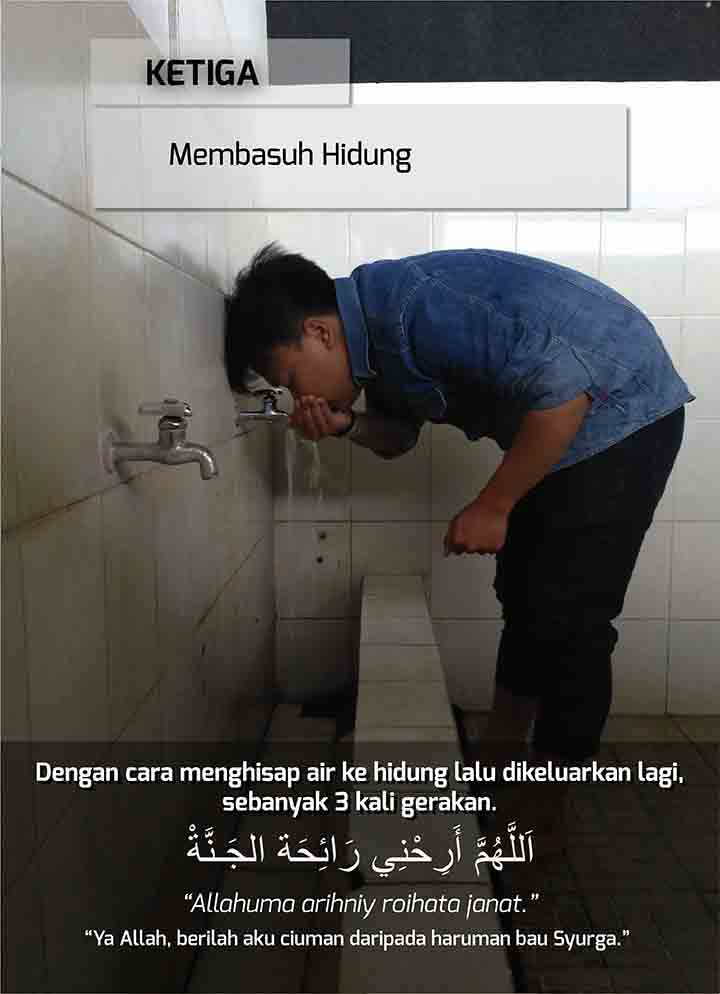 KETIGA
Membasuh Hidung
Dengan cara menghisap air ke hidung lalu dikeluarkan lagi,
sebanyak 3 kali gerakan.
اَللَّهُمَّ أَرِحْنِي رَائِحَة الجَنَّةْ
“Allahuma arihniy roihata janat.”
“Ya Allah, berilah aku ciuman daripada haruman bau Syurga.”